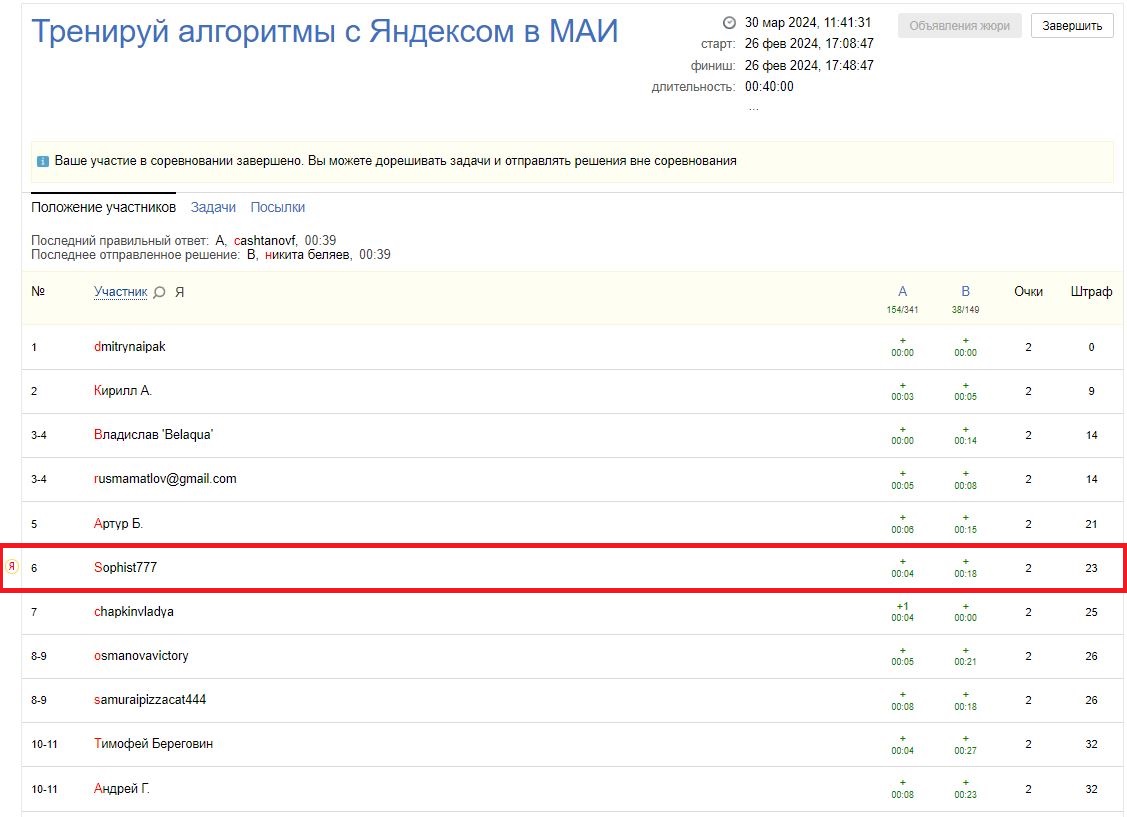 Тренируй алгоритмы с Яндексом в МАИ
30 мар 2024, 11:41:31
старт: 26 фев 2024, 17:08:47
финиш: 26 фев 2024, 17:48:47
длительность: 00:40:00
...
Объявления жюри Завершить
Ваше участие в соревновании завершено. Вы можете дорешивать задачи и отправлять решения вне соревнования
Положение участников Задачи Посылки
Последний правильный ответ: A, cashtanovf, 00:39
Последнее отправленное решение: B, никита беляев, 00:39
№ Участник Я A B Очки Штраф
154/341 38/149
1 dmitrynaipak + + 2 0
00:00 00:00
2 Кирилл А. + + 2 9
00:03 00:05
3-4 Владислав 'Belaqua' + + 2 14
00:00 00:14
3-4 rusmamatlov@gmail.com + + 2 14
00:05 00:08
5 Артур Б. + + 2 21
00:06 00:15
Я 6 Sophist777 + + 2 23
00:04 00:18
7 chapkinvladya +1 + 2 25
00:04 00:00
8-9 osmanovavictory + + 2 26
00:05 00:21
8-9 samuraipizzacat444 + + 2 26
00:08 00:18
10-11 Тимофей Береговин + + 2 32
00:04 00:27
10-11 Андрей Г. + + 2 32
00:08 00:23